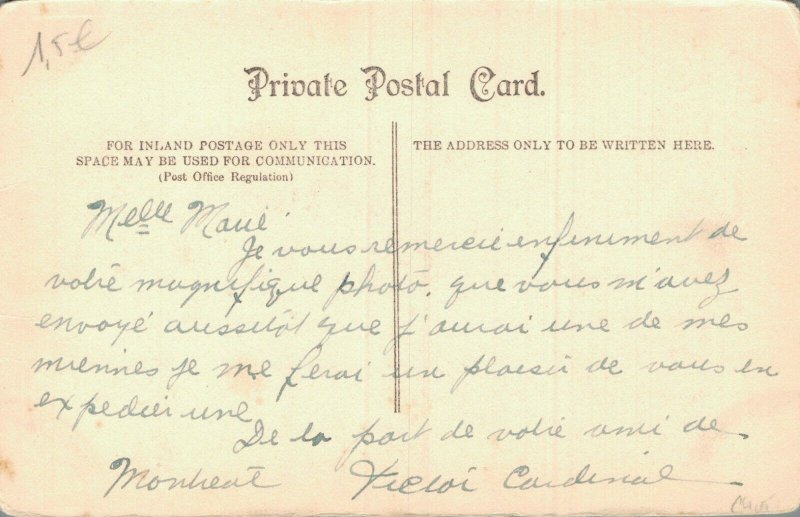 1,5 €
Private Postal Card.
FOR INLAND POSTAGE ONLY THIS
SPACE MAY BE USED FOR COMMUNICATION.
(Post Office Regulation)
THE ADDRESS ONLY TO BE WRITTEN HERE.
Melle Marie
Je vous remercie enfiniment de
votre magnifique photo. que vous m'avez
envoyé aussitôt que j'aurai une de mes
miennes je me ferai un plaisir de vous en
expedier une
De la part de votre ami de
Montreal Victor Cardinal